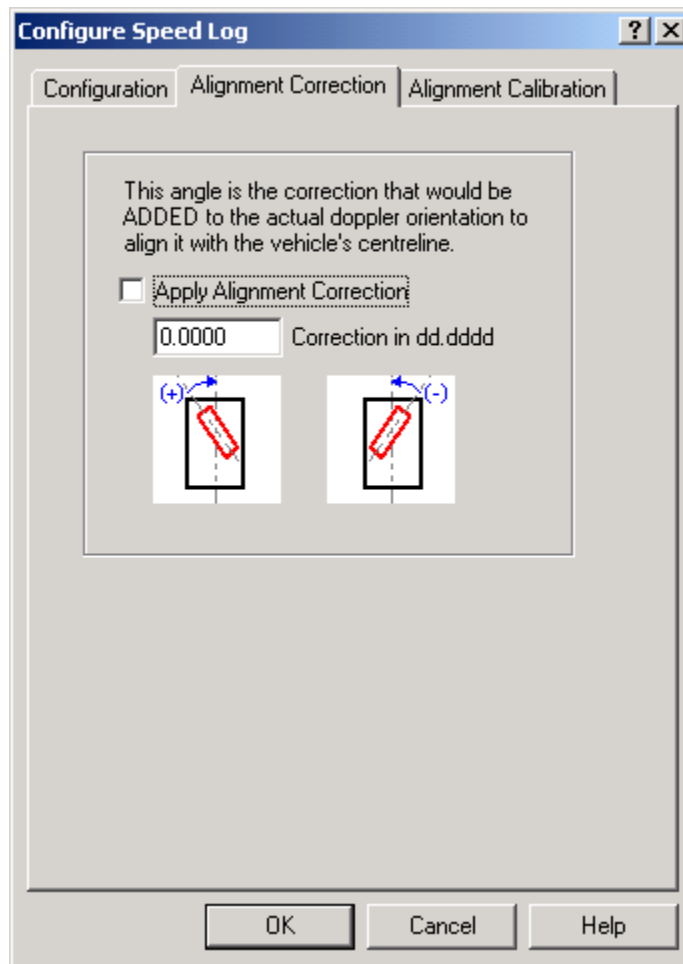 Configure Speed Log
Configuration Alignment Correction Alignment Calibration
This angle is the correction that would be
ADDED to the actual doppler orientation to
align it with the vehicle's centreline.
Apply Alignment Correction
0.0000 Correction in dd.dddd
(+) (-)
OK Cancel Help